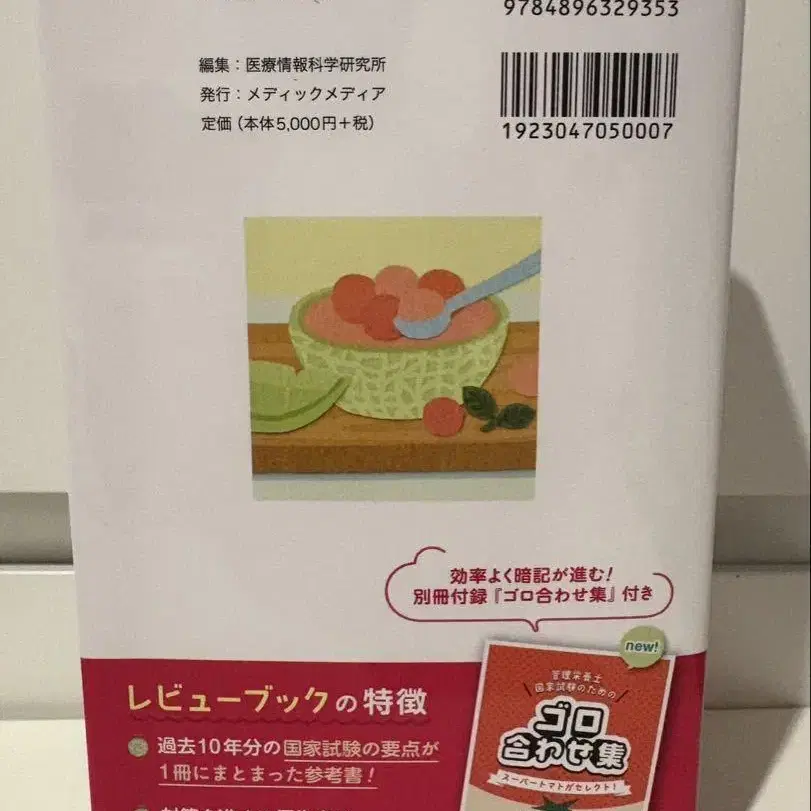 9784896329353
編集：医療情報科学研究所
発行：メディックメディア
定価（本体5,000円＋税）
1923047050007
効率よく暗記が進む！
別冊付録『ゴロ合わせ集』付き
new!
管理栄養士
国家試験のための
ゴロ
合わせ集
スーパートマトがセレクト！
レビューブックの特徴
過去10年分の国家試験の要点が
1冊にまとまった参考書！